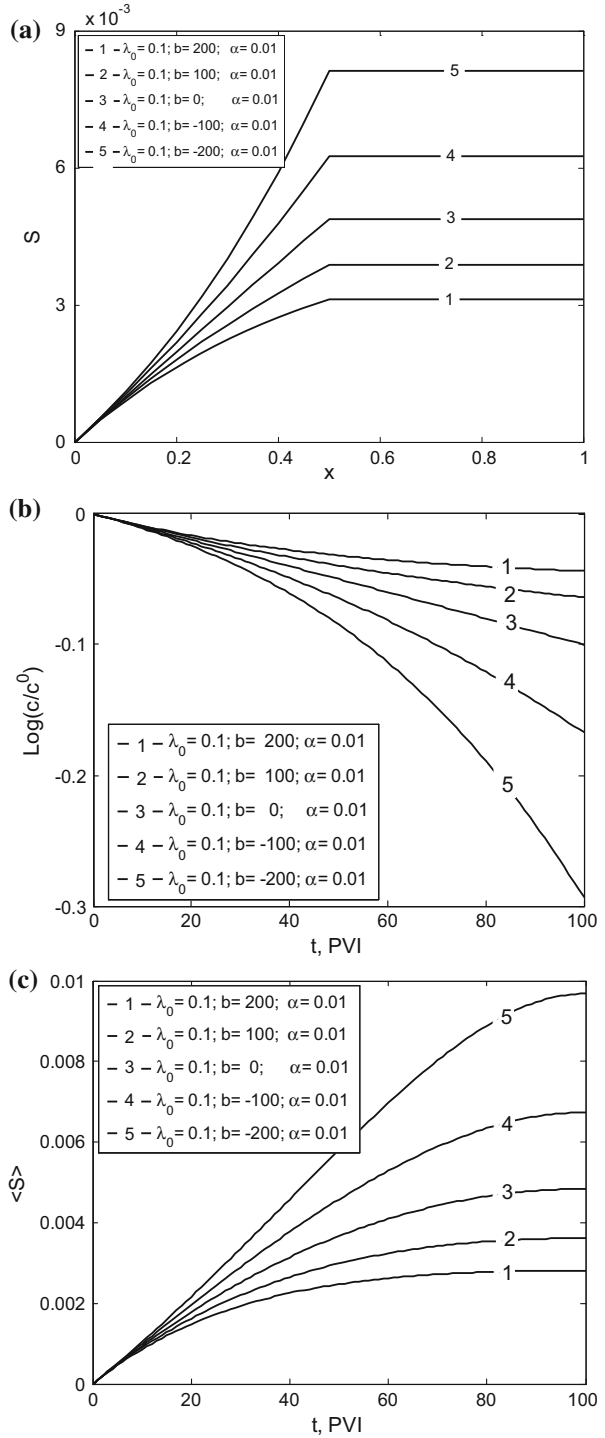 (a)
x 10⁻³
9
6
3
0
S
– 1 – λ₀= 0.1; b= 200; α= 0.01
– 2 – λ₀= 0.1; b= 100; α= 0.01
– 3 – λ₀= 0.1; b= 0; α= 0.01
– 4 – λ₀= 0.1; b= -100; α= 0.01
– 5 – λ₀= 0.1; b= -200; α= 0.01
5
4
3
2
1
0 0.2 0.4 0.6 0.8 1
x
(b)
0
-0.1
-0.2
-0.3
Log(c/c⁰)
1
2
3
4
5
– 1 – λ₀= 0.1; b= 200; α= 0.01
– 2 – λ₀= 0.1; b= 100; α= 0.01
– 3 – λ₀= 0.1; b= 0; α= 0.01
– 4 – λ₀= 0.1; b= -100; α= 0.01
– 5 – λ₀= 0.1; b= -200; α= 0.01
0 20 40 60 80 100
t, PVI
(c)
0.01
0.008
0.006
0.004
0.002
0
<S>
– 1 – λ₀= 0.1; b= 200; α= 0.01
– 2 – λ₀= 0.1; b= 100; α= 0.01
– 3 – λ₀= 0.1; b= 0; α= 0.01
– 4 – λ₀= 0.1; b= -100; α= 0.01
– 5 – λ₀= 0.1; b= -200; α= 0.01
5
4
3
2
1
0 20 40 60 80 100
t, PVI